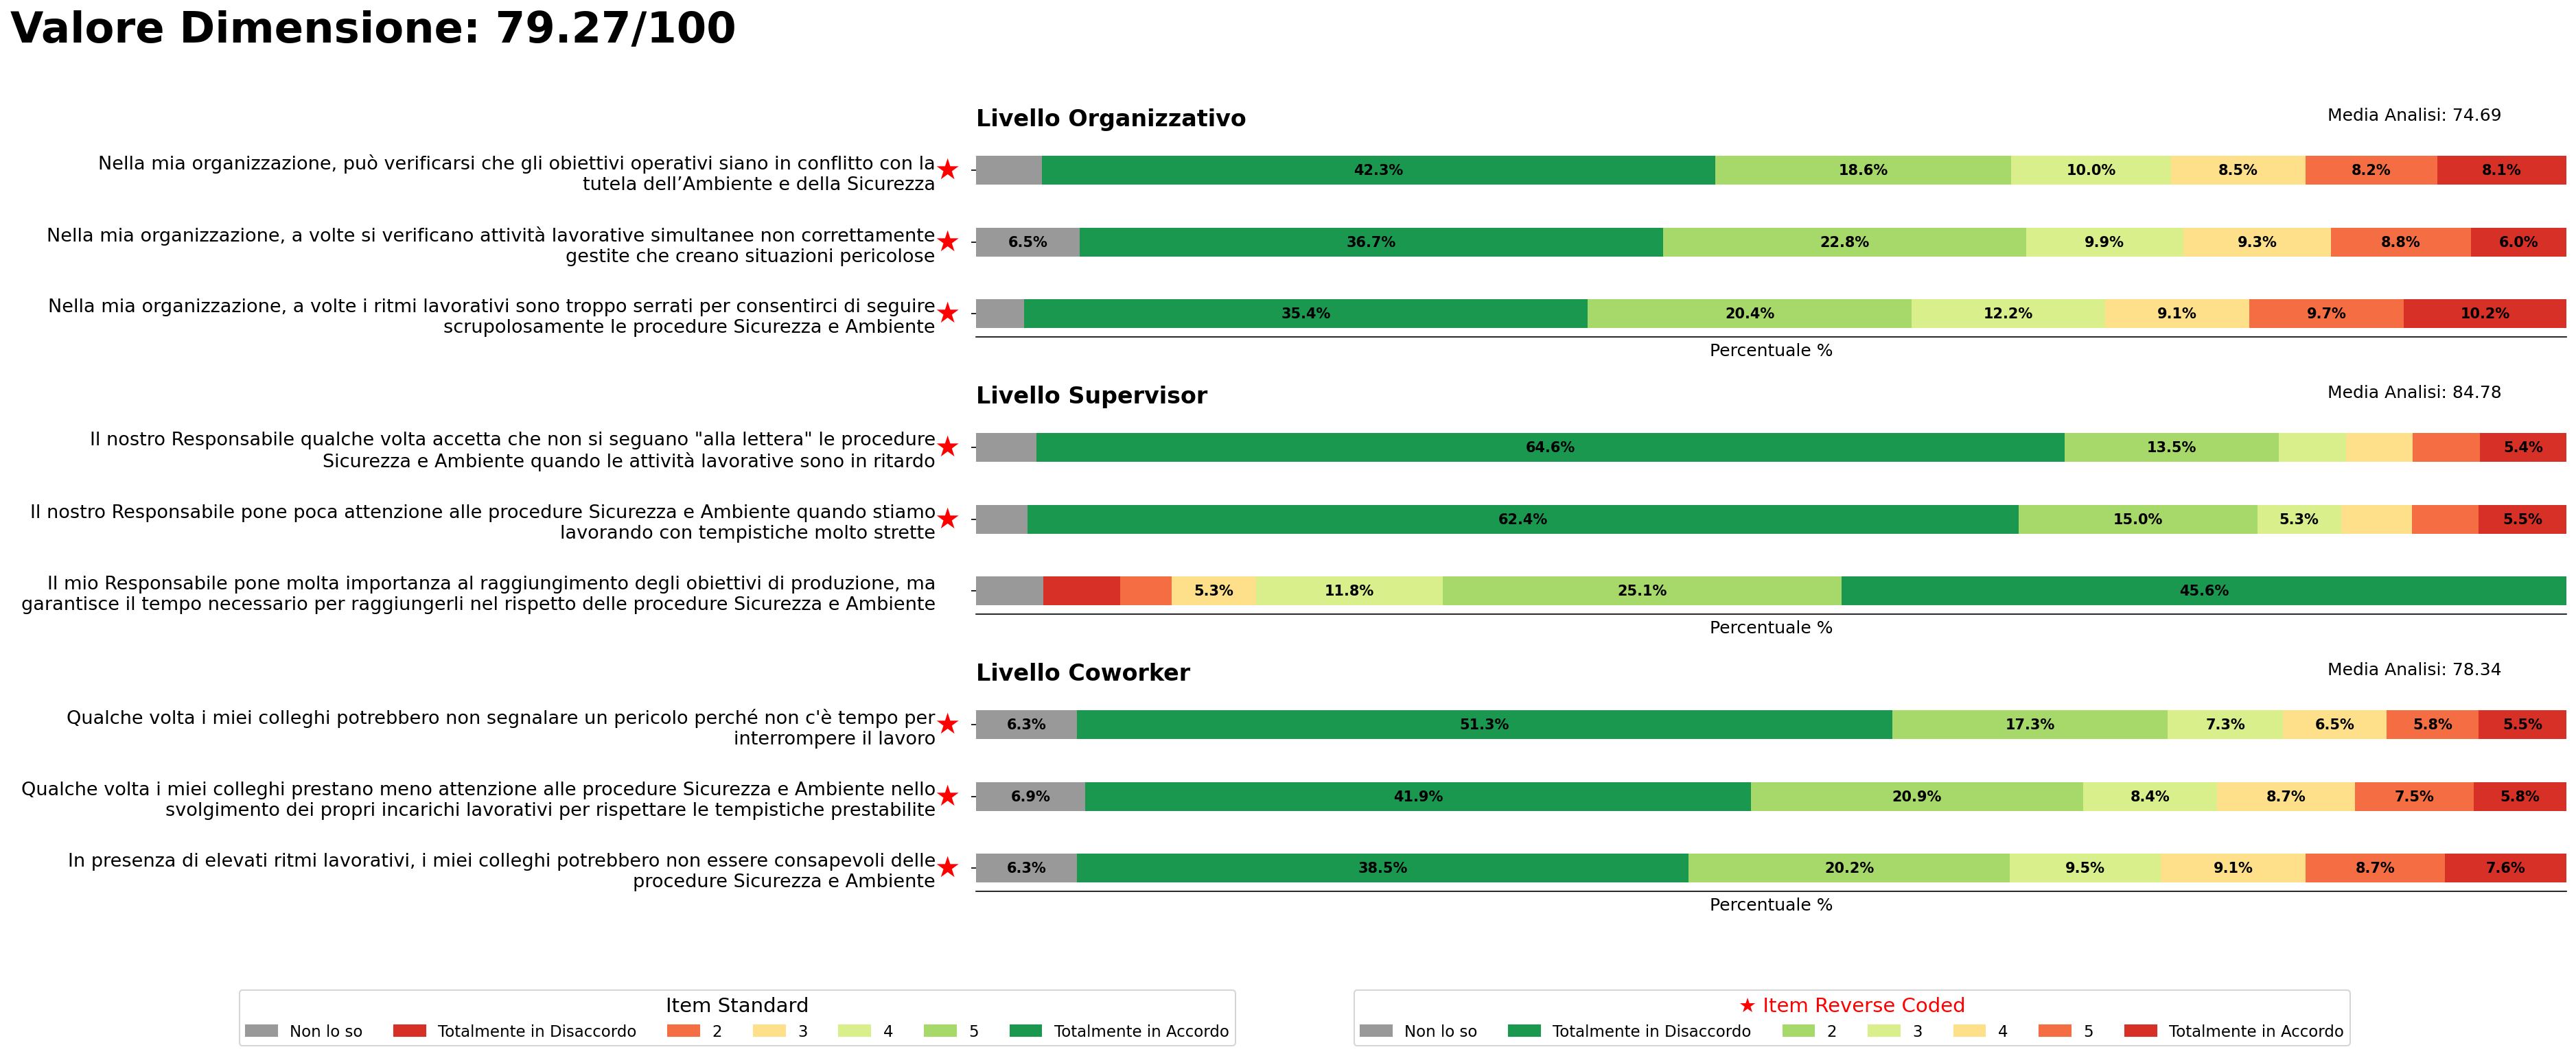 Valore Dimensione: 79.27/100
Livello Organizzativo
Media Analisi: 74.69
Nella mia organizzazione, può verificarsi che gli obiettivi operativi siano in conflitto con la
tutela dell’Ambiente e della Sicurezza
★
42.3% 18.6% 10.0% 8.5% 8.2% 8.1%
Nella mia organizzazione, a volte si verificano attività lavorative simultanee non correttamente
gestite che creano situazioni pericolose
★
6.5% 36.7% 22.8% 9.9% 9.3% 8.8% 6.0%
Nella mia organizzazione, a volte i ritmi lavorativi sono troppo serrati per consentirci di seguire
scrupolosamente le procedure Sicurezza e Ambiente
★
35.4% 20.4% 12.2% 9.1% 9.7% 10.2%
Percentuale %
Livello Supervisor
Media Analisi: 84.78
Il nostro Responsabile qualche volta accetta che non si seguano "alla lettera" le procedure
Sicurezza e Ambiente quando le attività lavorative sono in ritardo
★
64.6% 13.5% 5.4%
Il nostro Responsabile pone poca attenzione alle procedure Sicurezza e Ambiente quando stiamo
lavorando con tempistiche molto strette
★
62.4% 15.0% 5.3% 5.5%
Il mio Responsabile pone molta importanza al raggiungimento degli obiettivi di produzione, ma
garantisce il tempo necessario per raggiungerli nel rispetto delle procedure Sicurezza e Ambiente
5.3% 11.8% 25.1% 45.6%
Percentuale %
Livello Coworker
Media Analisi: 78.34
Qualche volta i miei colleghi potrebbero non segnalare un pericolo perché non c'è tempo per
interrompere il lavoro
★
6.3% 51.3% 17.3% 7.3% 6.5% 5.8% 5.5%
Qualche volta i miei colleghi prestano meno attenzione alle procedure Sicurezza e Ambiente nello
svolgimento dei propri incarichi lavorativi per rispettare le tempistiche prestabilite
★
6.9% 41.9% 20.9% 8.4% 8.7% 7.5% 5.8%
In presenza di elevati ritmi lavorativi, i miei colleghi potrebbero non essere consapevoli delle
procedure Sicurezza e Ambiente
★
6.3% 38.5% 20.2% 9.5% 9.1% 8.7% 7.6%
Percentuale %
Item Standard
Non lo so Totalmente in Disaccordo 2 3 4 5 Totalmente in Accordo
★ Item Reverse Coded
Non lo so Totalmente in Disaccordo 2 3 4 5 Totalmente in Accordo